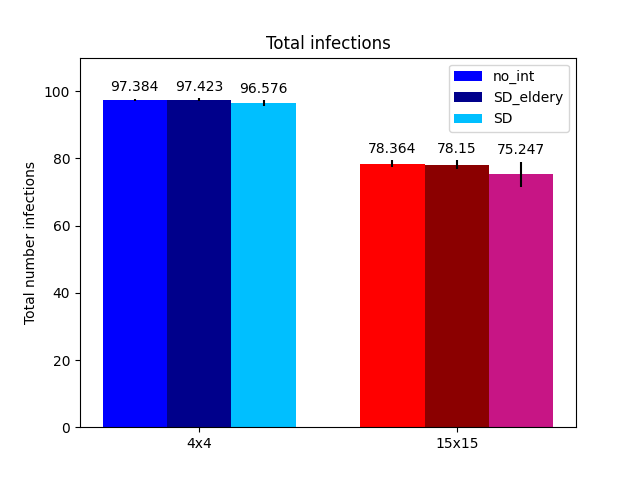 Total infections
no_int
SD_eldery
SD
97.384
97.423
96.576
78.364
78.15
75.247
Total number infections
100
80
60
40
20
0
4x4
15x15